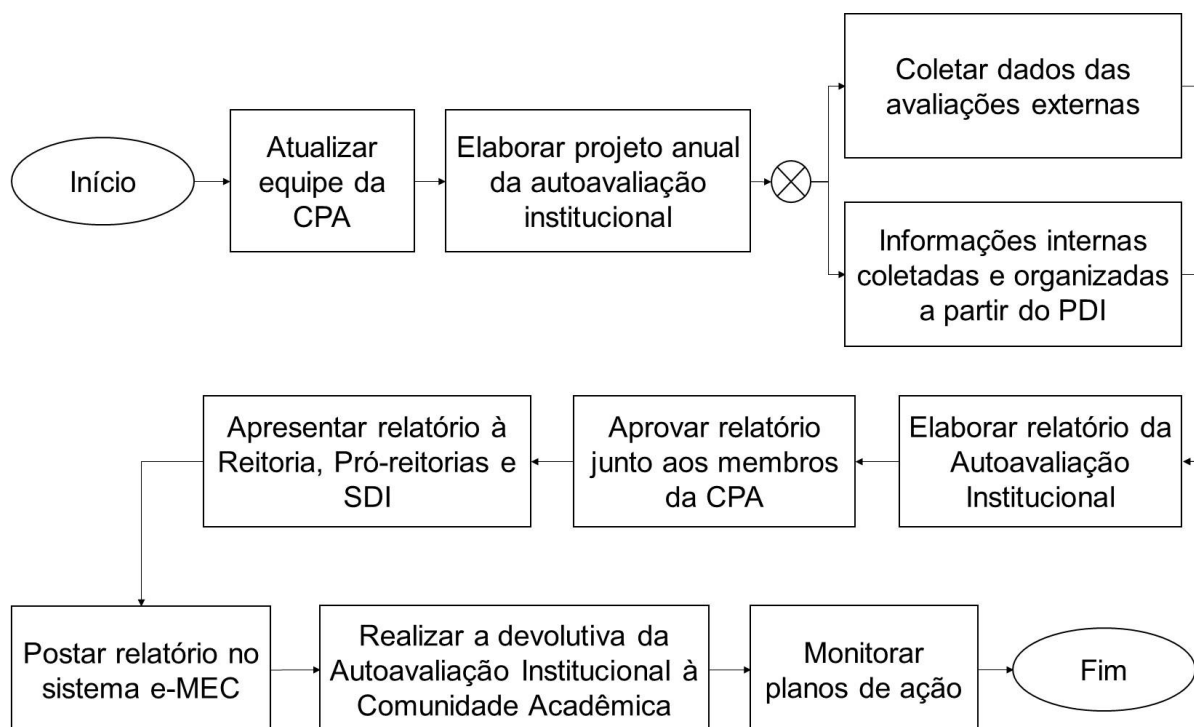 Início
Atualizar
equipe da
CPA
Elaborar projeto anual
da autoavaliação
institucional
Coletar dados das
avaliações externas
Informações internas
coletadas e organizadas
a partir do PDI
Elaborar relatório da
Autoavaliação
Institucional
Aprovar relatório
junto aos membros
da CPA
Apresentar relatório à
Reitoria, Pró-reitorias e
SDI
Postar relatório no
sistema e-MEC
Realizar a devolutiva da
Autoavaliação Institucional à
Comunidade Acadêmica
Monitorar
planos de ação
Fim